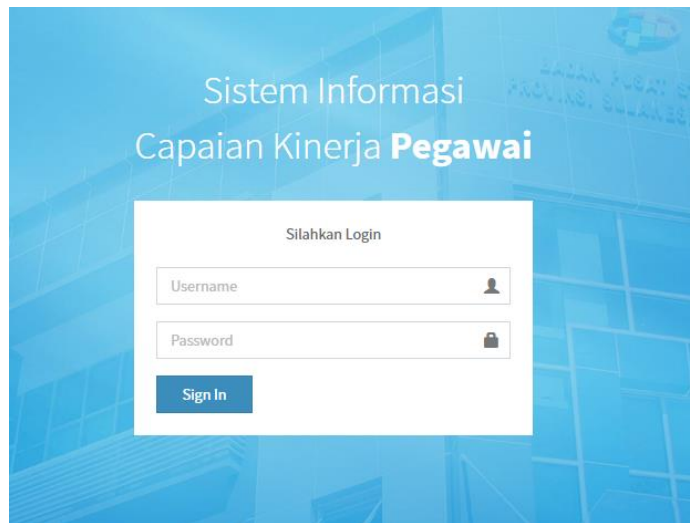 Sistem Informasi
Capaian Kinerja Pegawai
Silahkan Login
Username
Password
Sign In